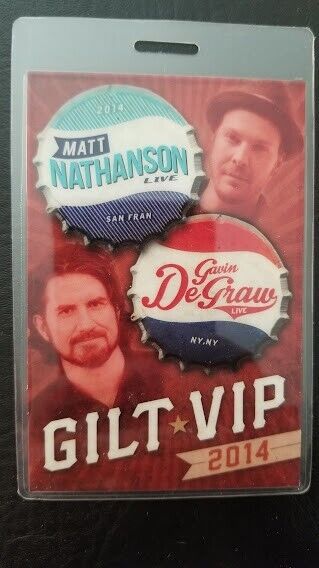 2014
MATT
NATHANSON
LIVE
SAN FRAN
Gavin
DeGraw
LIVE
NY, NY
GILT VIP
2014